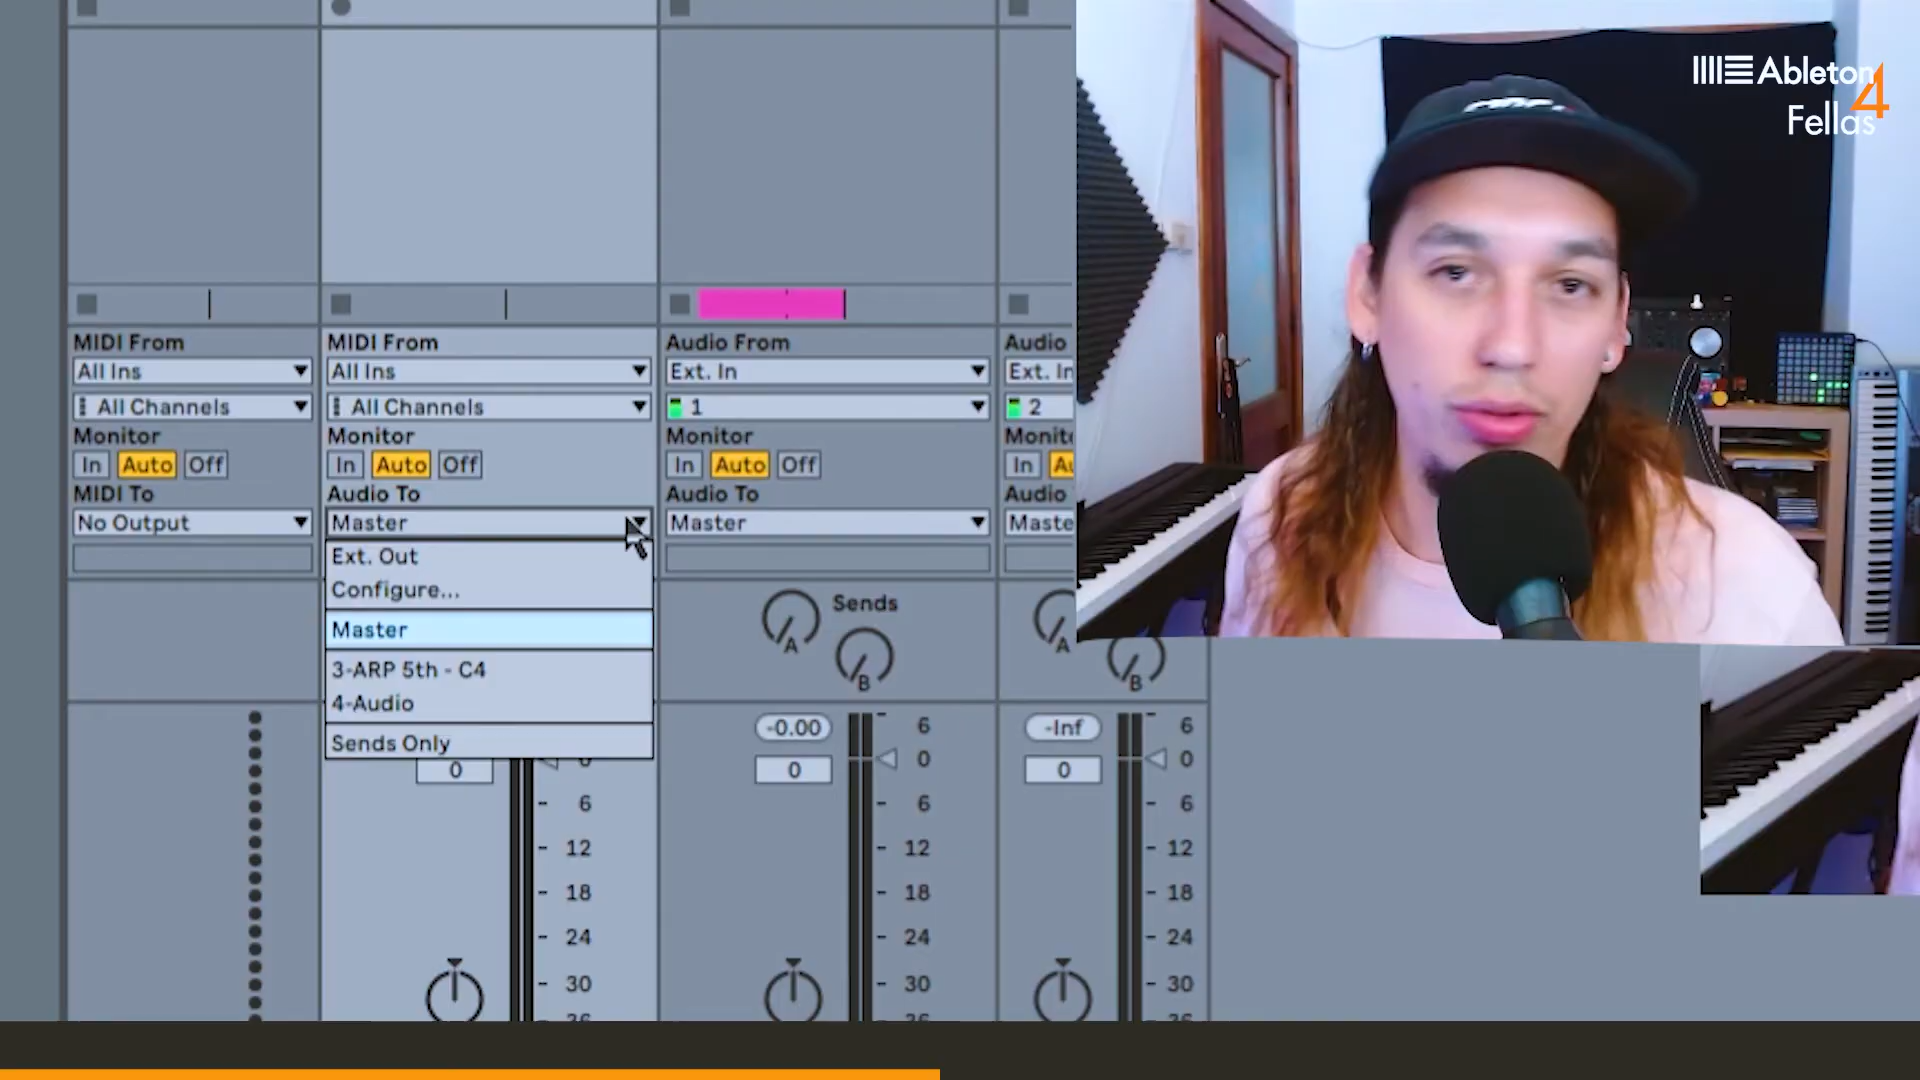 Ableton
4
Fellas
MIDI From
All Ins
All Channels
Monitor
In Auto Off
MIDI To
No Output
MIDI From
All Ins
All Channels
Monitor
In Auto Off
Audio To
Master
Ext. Out
Configure...
Master
3-ARP 5th - C4
4-Audio
Sends Only
0
0
6
12
18
24
30
36
Audio From
Ext. In
1
Monitor
In Auto Off
Audio To
Master
Sends
A
B
-0.00
0
6
0
6
12
18
24
30
36
Audio
Ext. In
2
In
Audio
A
B
-Inf
0
6
0
6
12
18
24
30
36